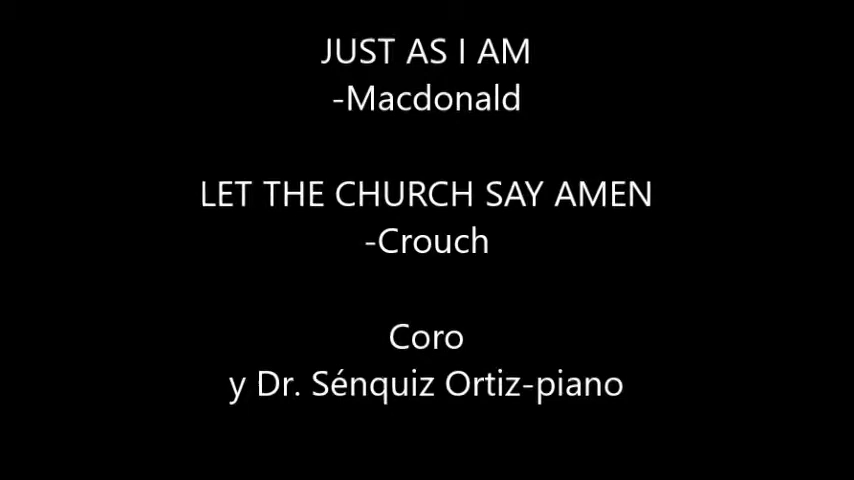 JUST AS I AM
-Macdonald
LET THE CHURCH SAY AMEN
-Crouch
Coro
y Dr. Sénquiz Ortiz-piano